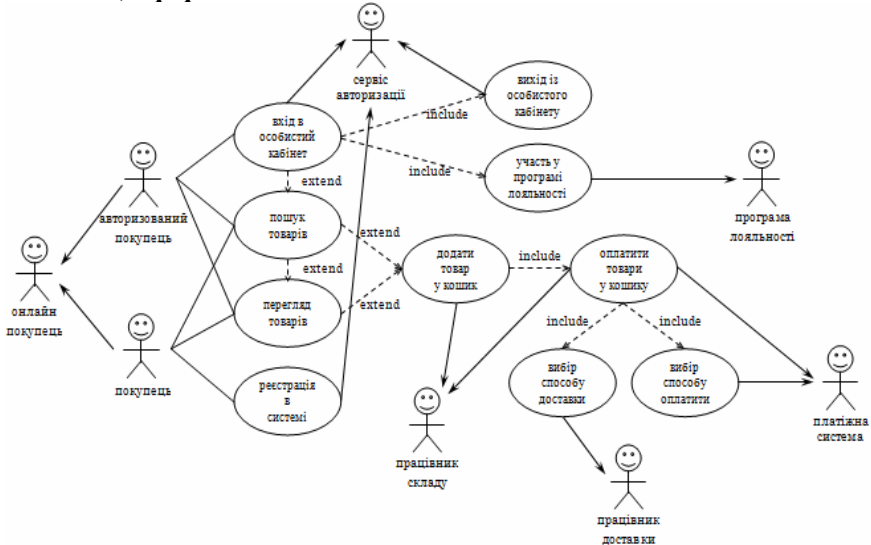 сервіс
авторизації
вихід із
особистого
кабінету
include
вхід в
особистий
кабінет
include
участь у
програмі
лояльності
extend
авторизований
покупець
пошук
товарів
extend
програма
лояльності
додати
товар
у кошик
include
оплатити
товари
у кошику
extend
онлайн
покупець
перегляд
товарів
extend
include
include
покупець
вибір
способу
доставки
вибір
способу
оплатити
реєстрація
в
системі
платіжна
система
працівник
складу
працівник
доставки